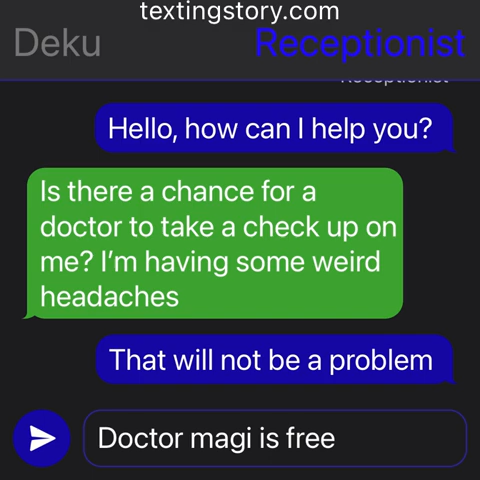 textingstory.com
Deku
Receptionist
Receptionist
Hello, how can I help you?
Is there a chance for a
doctor to take a check up on
me? I’m having some weird
headaches
That will not be a problem
Doctor magi is free